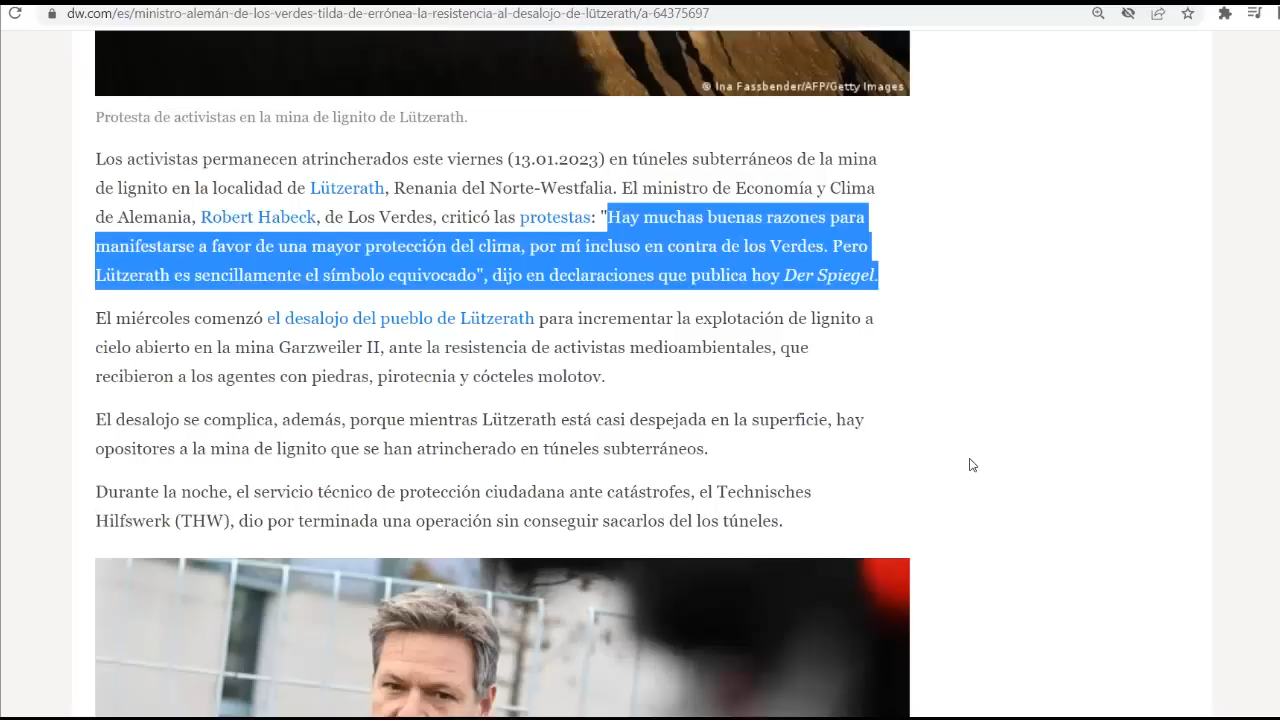 dw.com/es/ministro-alemán-de-los-verdes-tilda-de-errónea-la-resistencia-al-desalojo-de-lützerath/a-64375697
© Ina Fassbender/AFP/Getty Images
Protesta de activistas en la mina de lignito de Lützerath.
Los activistas permanecen atrincherados este viernes (13.01.2023) en túneles subterráneos de la mina
de lignito en la localidad de Lützerath, Renania del Norte-Westfalia. El ministro de Economía y Clima
de Alemania, Robert Habeck, de Los Verdes, criticó las protestas: "Hay muchas buenas razones para
manifestarse a favor de una mayor protección del clima, por mí incluso en contra de los Verdes. Pero
Lützerath es sencillamente el símbolo equivocado", dijo en declaraciones que publica hoy Der Spiegel.
El miércoles comenzó el desalojo del pueblo de Lützerath para incrementar la explotación de lignito a
cielo abierto en la mina Garzweiler II, ante la resistencia de activistas medioambientales, que
recibieron a los agentes con piedras, pirotecnia y cócteles molotov.
El desalojo se complica, además, porque mientras Lützerath está casi despejada en la superficie, hay
opositores a la mina de lignito que se han atrincherado en túneles subterráneos.
Durante la noche, el servicio técnico de protección ciudadana ante catástrofes, el Technisches
Hilfswerk (THW), dio por terminada una operación sin conseguir sacarlos del los túneles.